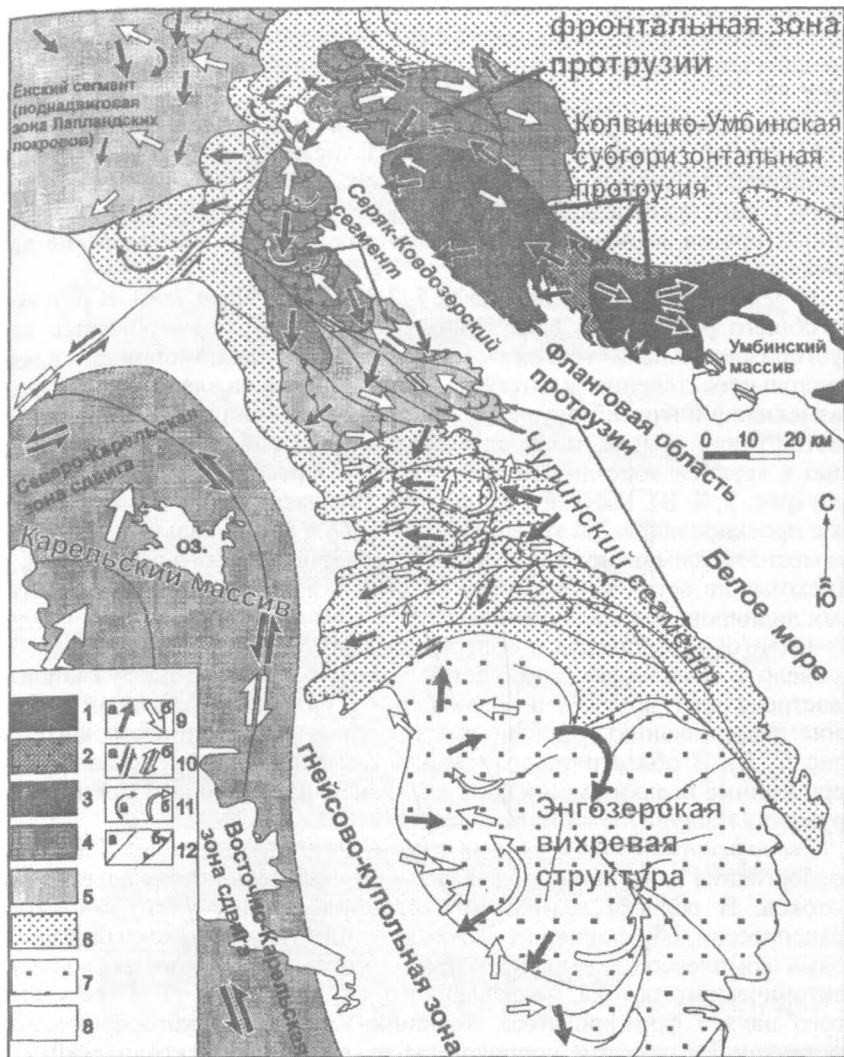 фронтальная зона
протрузии
Енский сегмент
(поднадвиговая
зона Лапландских
покровов)
Колвицко-Умбинская
субгоризонтальная
протрузия
Серяк-Ковдозерский
сегмент
Умбинский
массив
0 10 20 км
Фланговая область
протрузии
Чупинский сегмент
Северо-Карельская
зона сдвига
оз.
Карельский массив
Белое море
гнейсово-купольная зона
Восточно-Карельская
зона сдвига
Энгозерокая
вихревая
структура
1
2
3
4
5
6
7
8
а б 9
а б 10
а б 11
а б 12